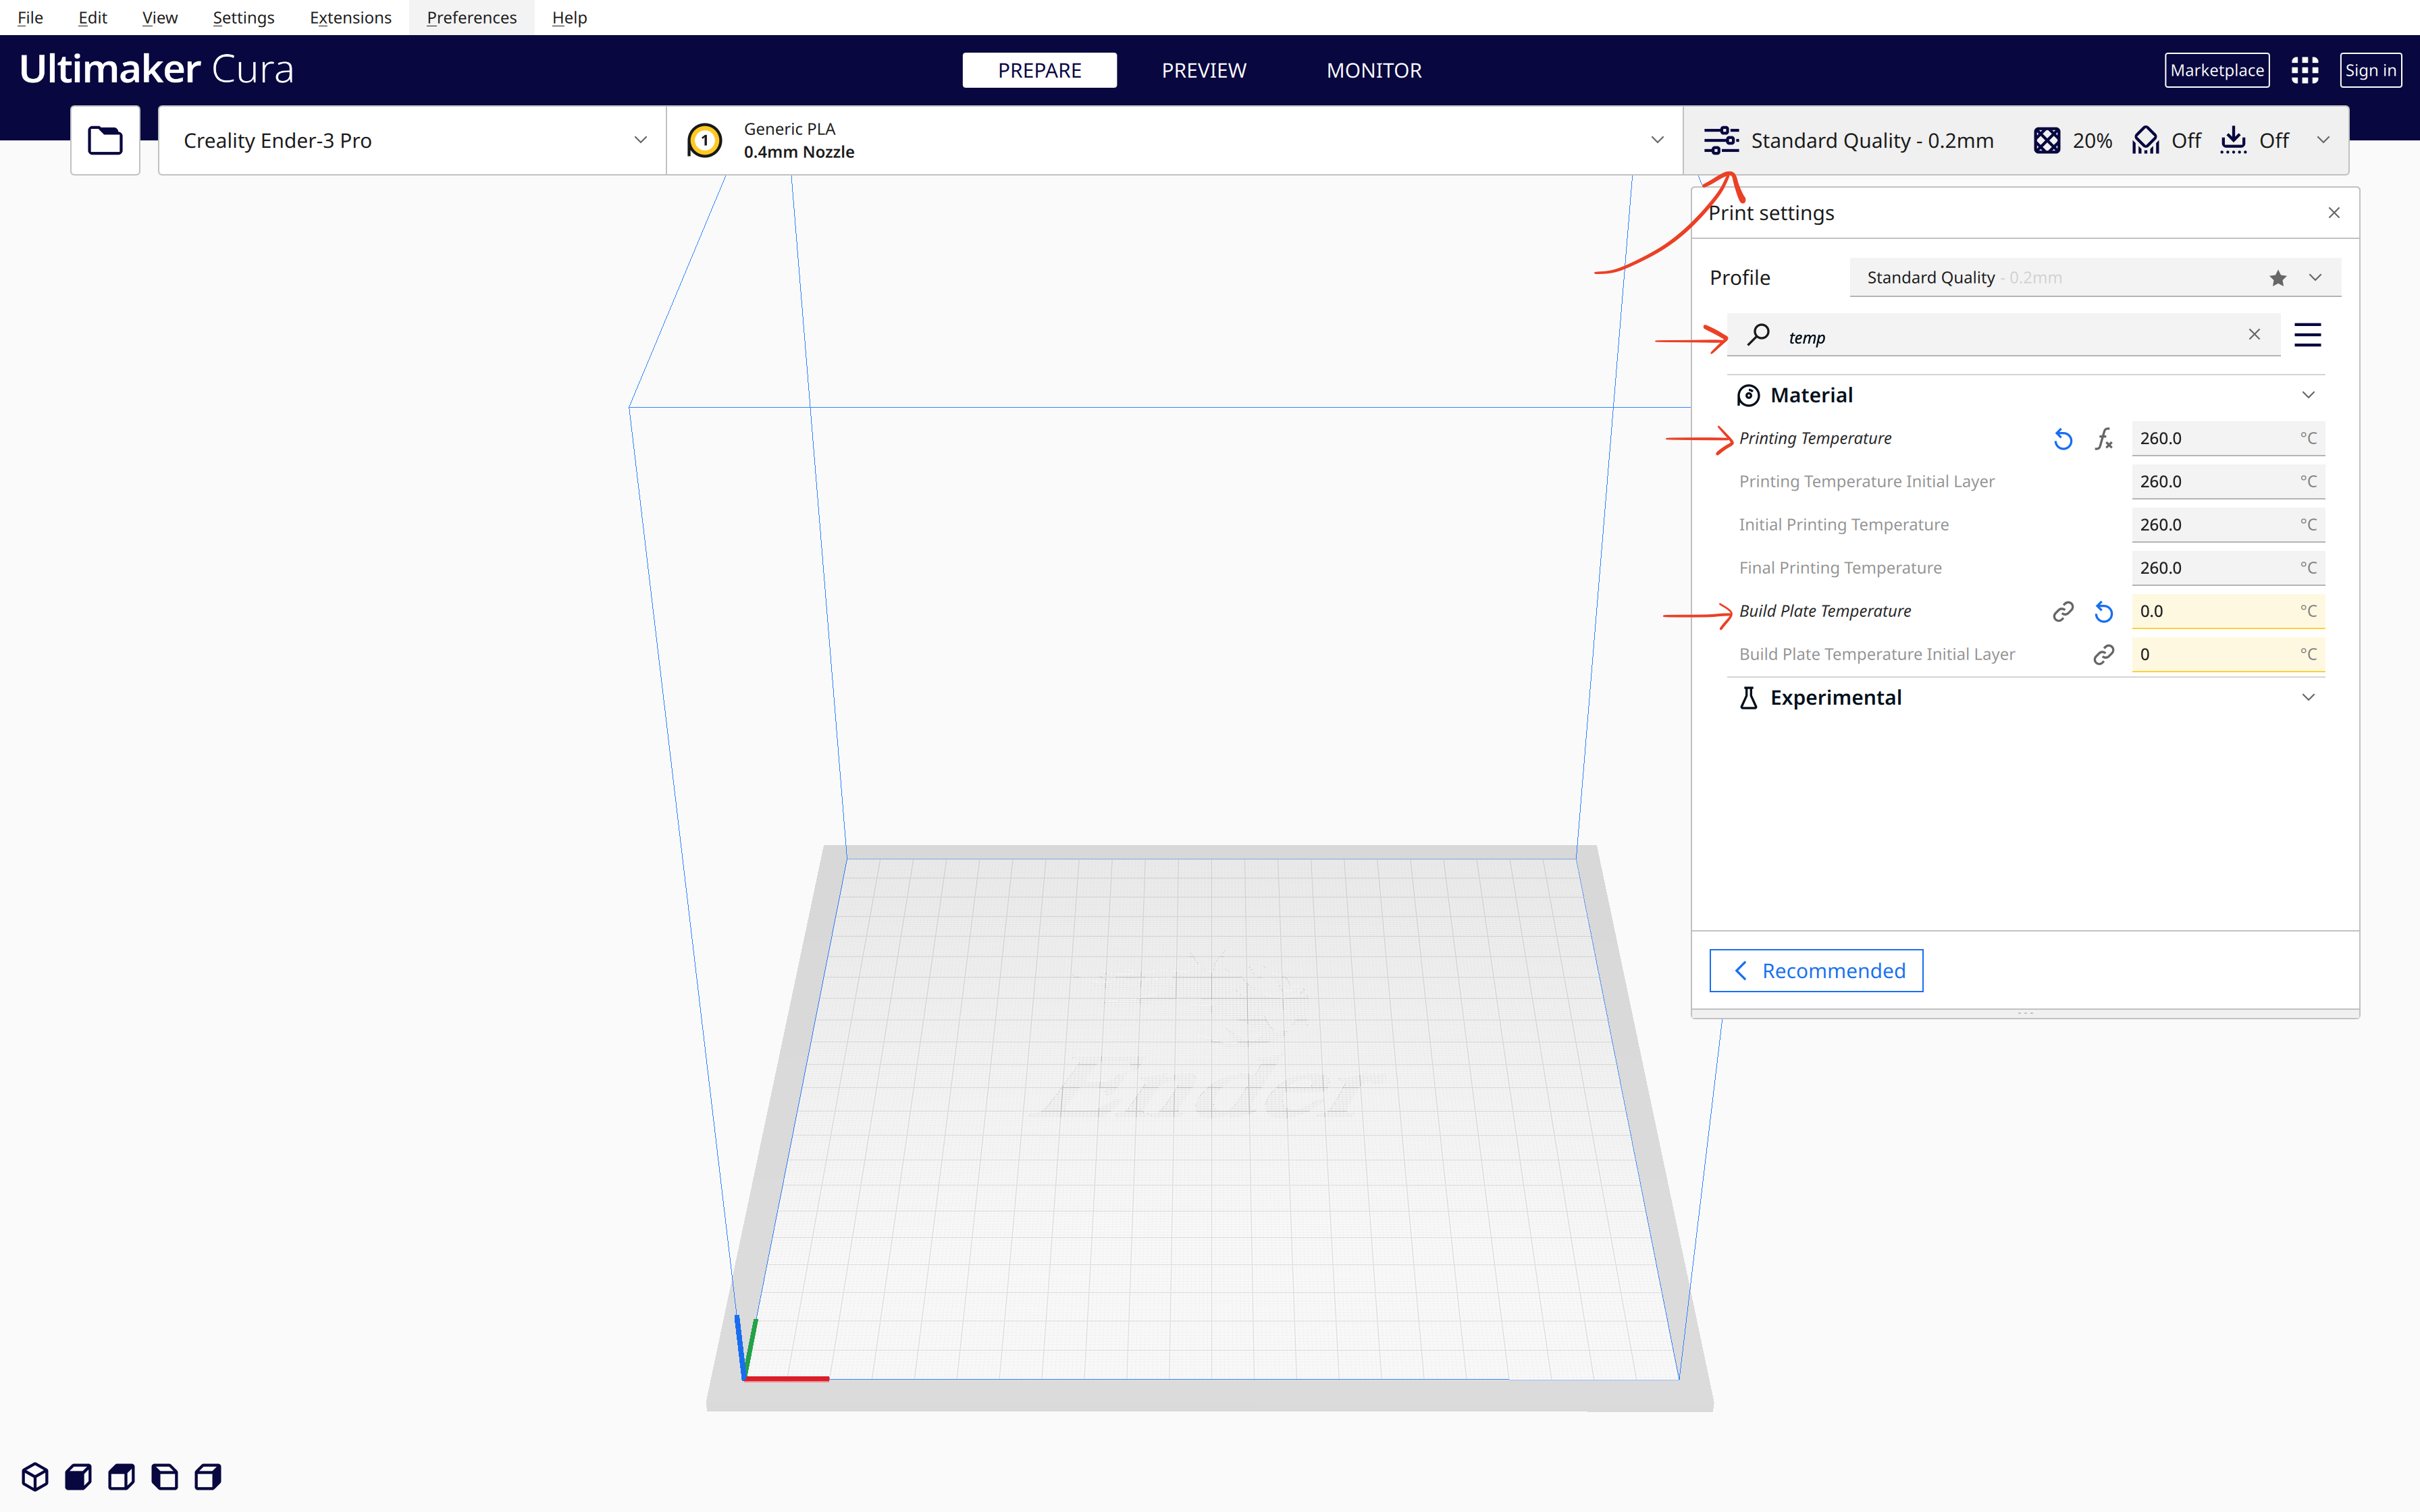 File Edit View Settings Extensions Preferences Help
Ultimaker Cura
PREPARE PREVIEW MONITOR
Marketplace Sign in
Creality Ender-3 Pro
1
Generic PLA
0.4mm Nozzle
Standard Quality - 0.2mm 20% Off Off
Print settings
Profile Standard Quality - 0.2mm
temp
Material
Printing Temperature 260.0 °C
Printing Temperature Initial Layer 260.0 °C
Initial Printing Temperature 260.0 °C
Final Printing Temperature 260.0 °C
Build Plate Temperature 0.0 °C
Build Plate Temperature Initial Layer 0 °C
Experimental
Recommended
Ender